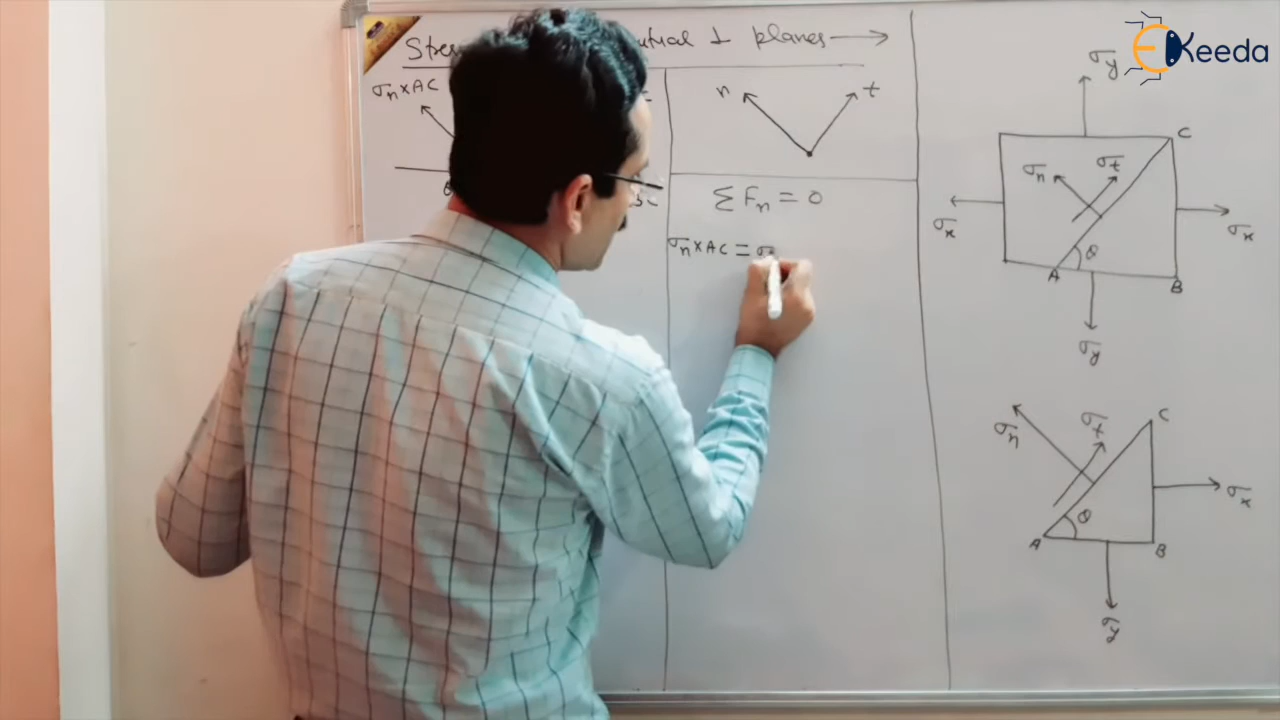 Keeda
utual ⊥ planes →
σn×AC
n
t
ΣFn = 0
σn×AC = σ
σy
C
σn
σt
σx
σx
θ
A
B
σy
C
σn
σt
σx
θ
A
B
σy